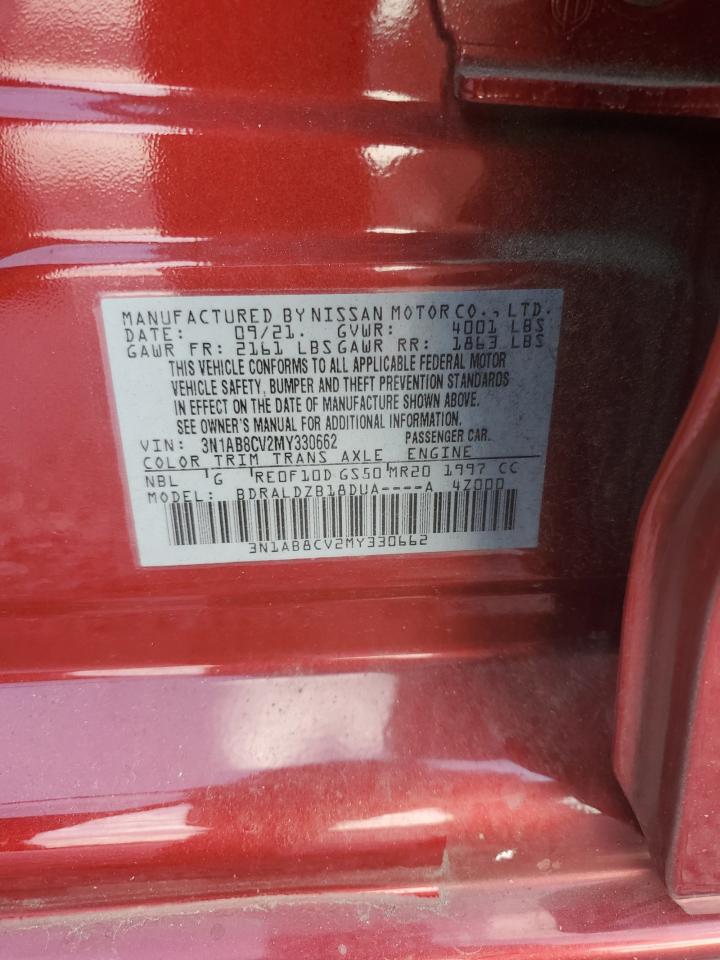 MANUFACTURED BY NISSAN MOTOR CO., LTD.
DATE: 09/21. GVWR: 4001 LBS
GAWR FR: 2161 LBS GAWR RR: 1863 LBS
THIS VEHICLE CONFORMS TO ALL APPLICABLE FEDERAL MOTOR
VEHICLE SAFETY, BUMPER AND THEFT PREVENTION STANDARDS
IN EFFECT ON THE DATE OF MANUFACTURE SHOWN ABOVE.
SEE OWNER'S MANUAL FOR ADDITIONAL INFORMATION.
VIN: 3N1AB8CV2MY330662 PASSENGER CAR.
COLOR TRIM TRANS AXLE ENGINE
NBL G RE0F10D GS50 MR20 1997 CC
MODEL: BDRALDZB18DUA----A 4Z000
3N1AB8CV2MY330662